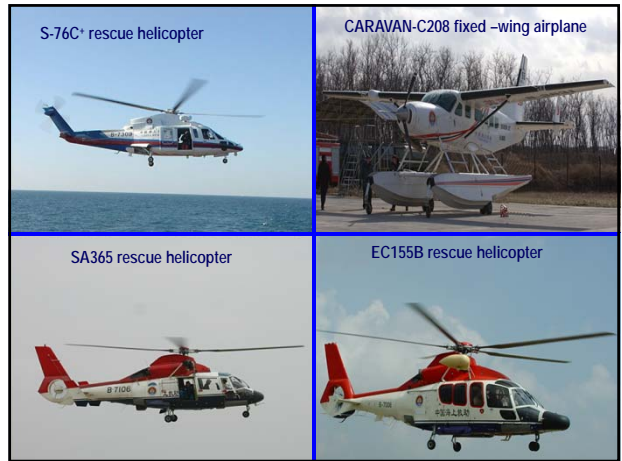 S-76C+ rescue helicopter
CARAVAN-C208 fixed –wing airplane
B-7309
SA365 rescue helicopter
EC155B rescue helicopter
B-7106
中国海上救助